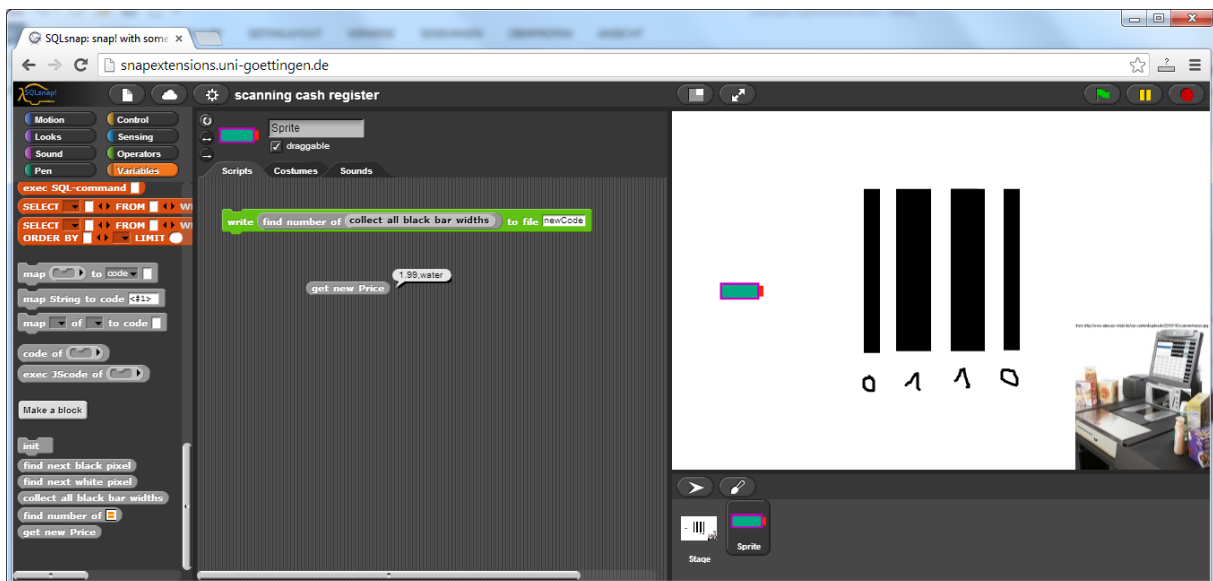 SQLsnap: snap! with some
snapextensions.uni-goettingen.de
SQLsnap!
scanning cash register
Motion Control
Looks Sensing
Sound Operators
Pen Variables
exec SQL-command
SELECT FROM WI
SELECT FROM WI
ORDER BY LIMIT
map to code
map String to code <#1>
map of to code
code of
exec JScode of
Make a block
init
find next black pixel
find next white pixel
collect all black bar widths
find number of
get new Price
Sprite
draggable
Scripts Costumes Sounds
write find number of collect all black bar widths to file newCode
get new Price
1.99,water
0 1 1 0
Stage
Sprite